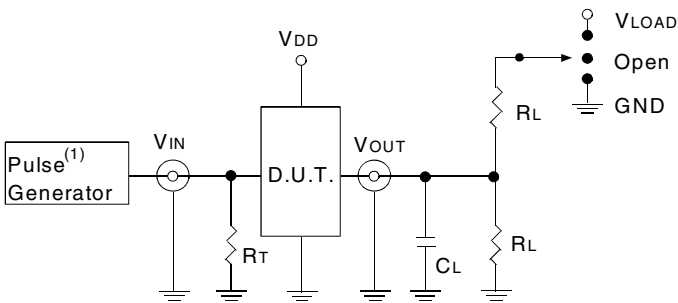 VLOAD
VDD
Open
RL
GND
VIN
VOUT
Pulse(1)
Generator
D.U.T.
RT
CL
RL